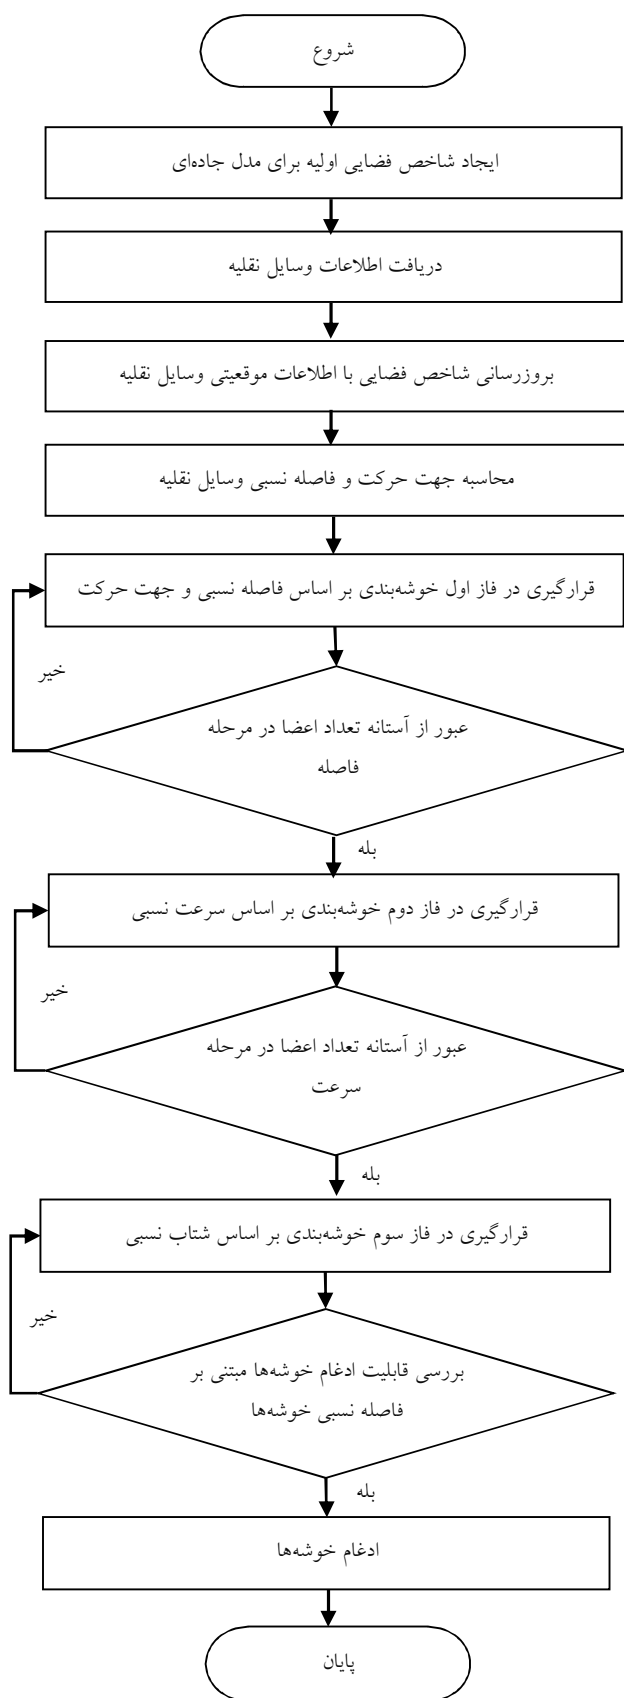 شروع
ایجاد شاخص فضایی اولیه برای مدل جاده‌ای
دریافت اطلاعات وسایل نقلیه
بروزرسانی شاخص فضایی با اطلاعات موقعیتی وسایل نقلیه
محاسبه جهت حرکت و فاصله نسبی وسایل نقلیه
قرارگیری در فاز اول خوشه‌بندی بر اساس فاصله نسبی و جهت حرکت
خیر
عبور از آستانه تعداد اعضا در مرحله
فاصله
بله
قرارگیری در فاز دوم خوشه‌بندی بر اساس سرعت نسبی
خیر
عبور از آستانه تعداد اعضا در مرحله
سرعت
بله
قرارگیری در فاز سوم خوشه‌بندی بر اساس شتاب نسبی
خیر
بررسی قابلیت ادغام خوشه‌ها مبتنی بر
فاصله نسبی خوشه‌ها
بله
ادغام خوشه‌ها
پایان